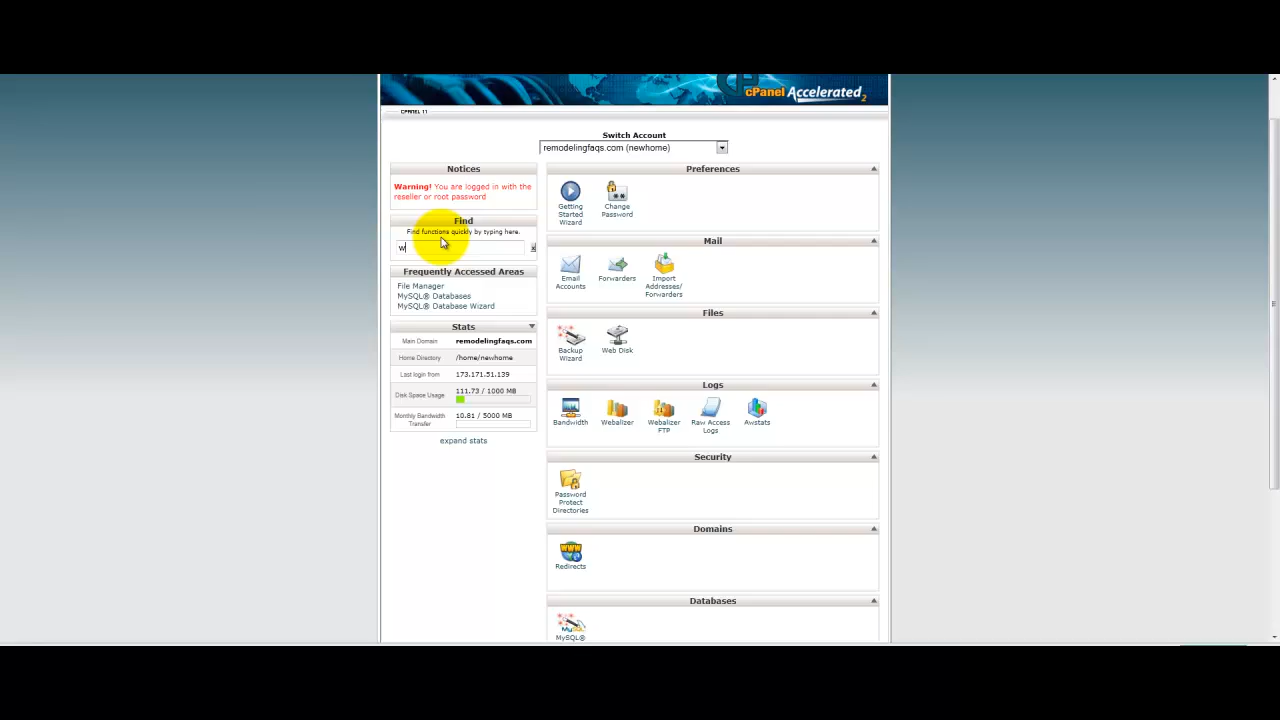 cPanel Accelerated2
CPANEL 11
Switch Account
remodelingfaqs.com (newhome)
Notices
Warning! You are logged in with the
reseller or root password
Find
Find functions quickly by typing here.
w
x
Frequently Accessed Areas
File Manager
MySQL® Databases
MySQL® Database Wizard
Stats
Main Domain remodelingfaqs.com
Home Directory /home/newhome
Last login from 173.171.51.139
Disk Space Usage 111.73 / 1000 MB
Monthly Bandwidth
Transfer
10.81 / 5000 MB
expand stats
Preferences
Getting
Started
Wizard
Change
Password
Mail
Email
Accounts
Forwarders
Import
Addresses/
Forwarders
Files
Backup
Wizard
Web Disk
Logs
Bandwidth
Webalizer
Webalizer
FTP
Raw Access
Logs
Awstats
Security
Password
Protect
Directories
Domains
WWW
Redirects
Databases
MySQL
MySQL®